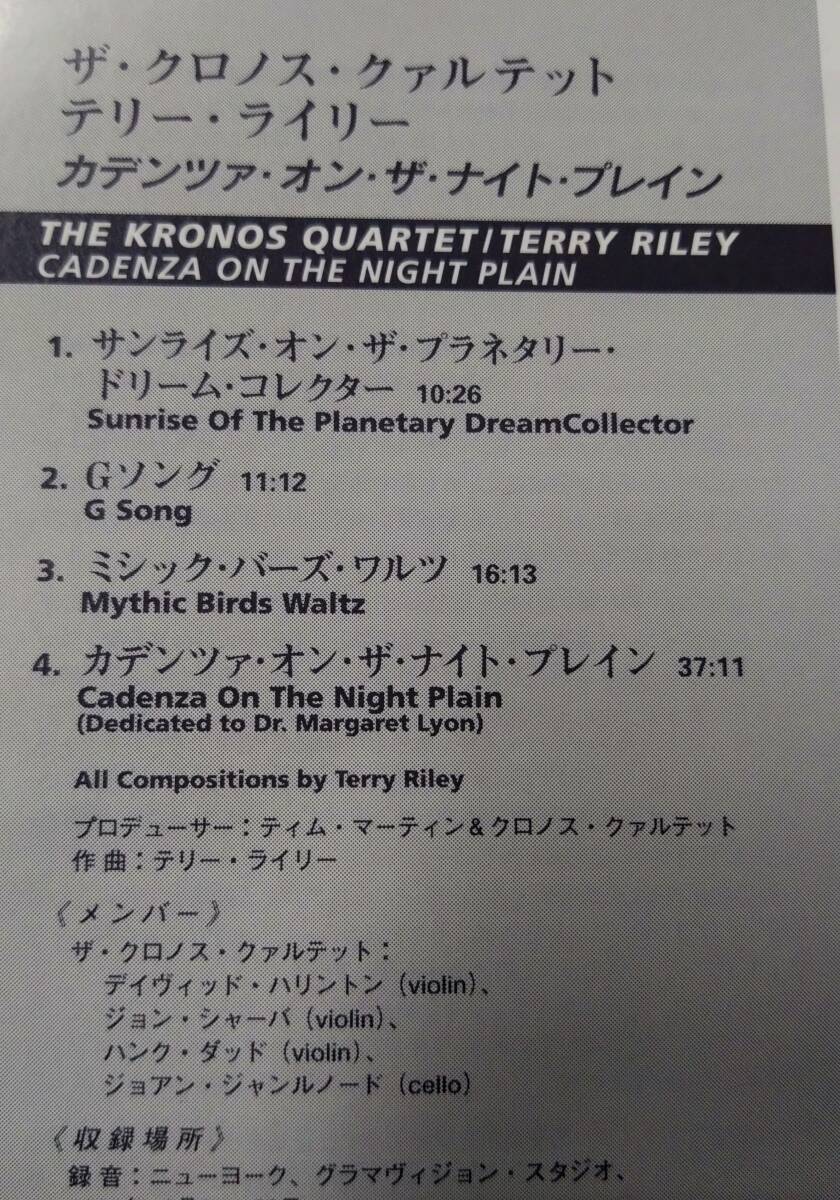 ザ・クロノス・クァルテット
テリー・ライリー
カデンツァ・オン・ザ・ナイト・プレイン
THE KRONOS QUARTET/TERRY RILEY
CADENZA ON THE NIGHT PLAIN
1. サンライズ・オン・ザ・プラネタリー・
ドリーム・コレクター 10:26
Sunrise Of The Planetary DreamCollector
2. Gソング 11:12
G Song
3. ミシック・バーズ・ワルツ 16:13
Mythic Birds Waltz
4. カデンツァ・オン・ザ・ナイト・プレイン 37:11
Cadenza On The Night Plain
(Dedicated to Dr. Margaret Lyon)
All Compositions by Terry Riley
プロデューサー：ティム・マーティン&クロノス・クァルテット
作曲：テリー・ライリー
《メンバー》
ザ・クロノス・クァルテット：
デイヴィッド・ハリントン (violin)、
ジョン・シャーバ (violin)、
ハンク・ダッド (violin)、
ジョアン・ジャンルノード (cello)
《収録場所》
録音：ニューヨーク、グラマヴィジョン・スタジオ、